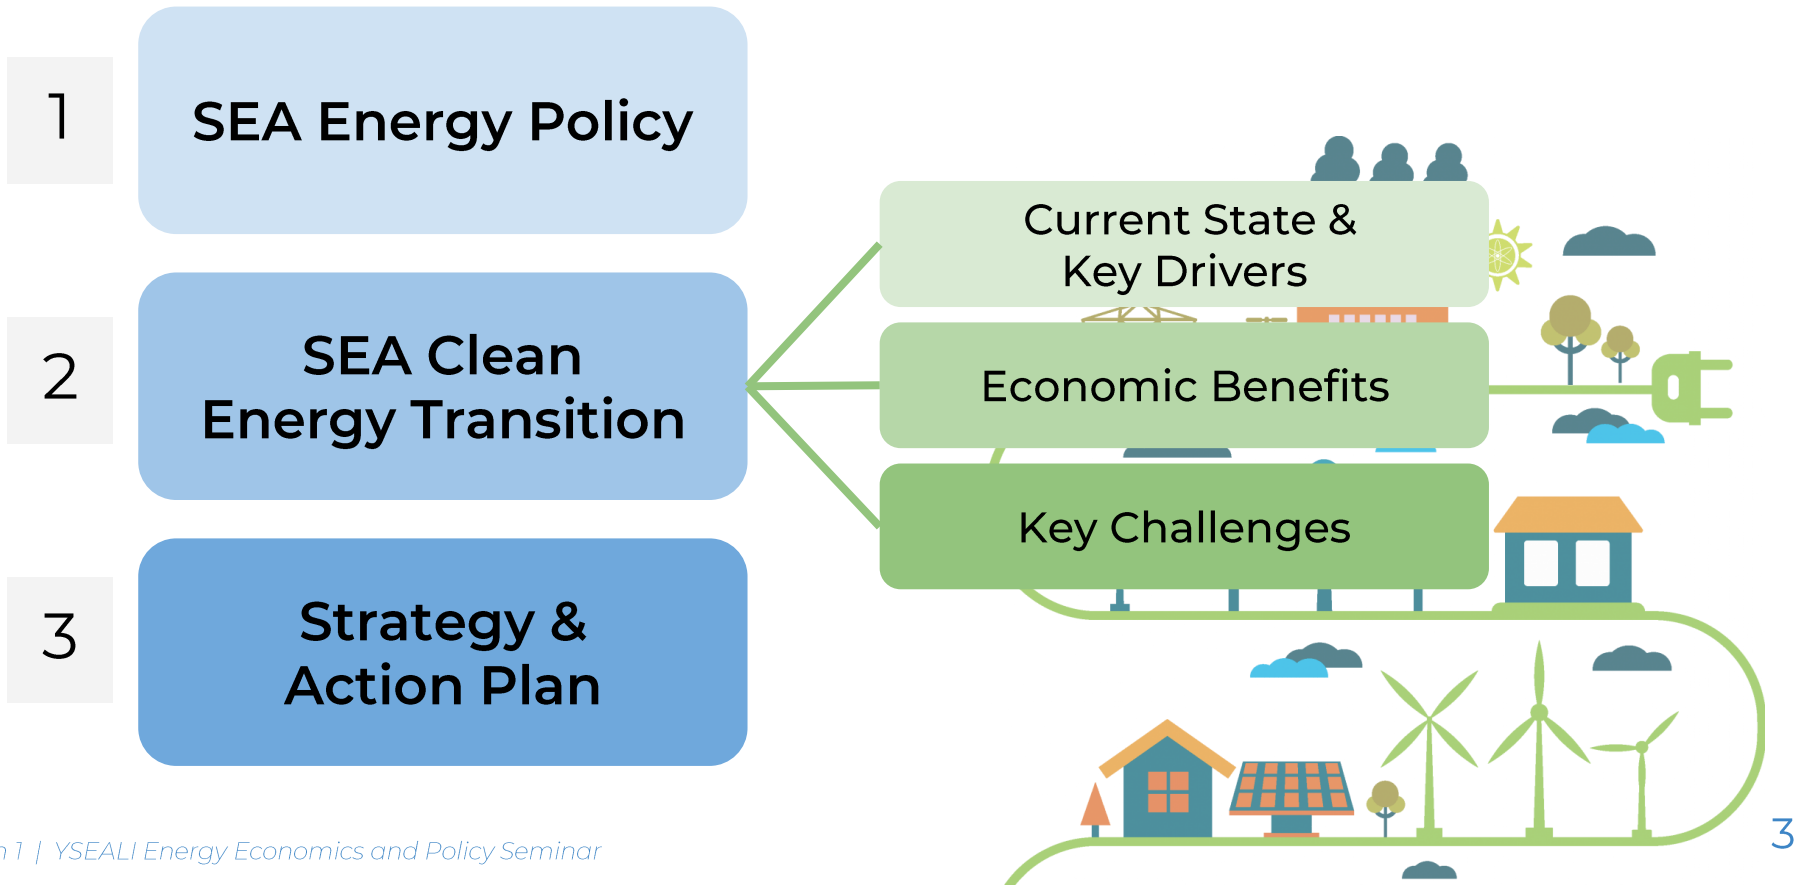 1
SEA Energy Policy
2
SEA Clean
Energy Transition
Current State &
Key Drivers
Economic Benefits
Key Challenges
3
Strategy &
Action Plan
1 | YSEALI Energy Economics and Policy Seminar
3